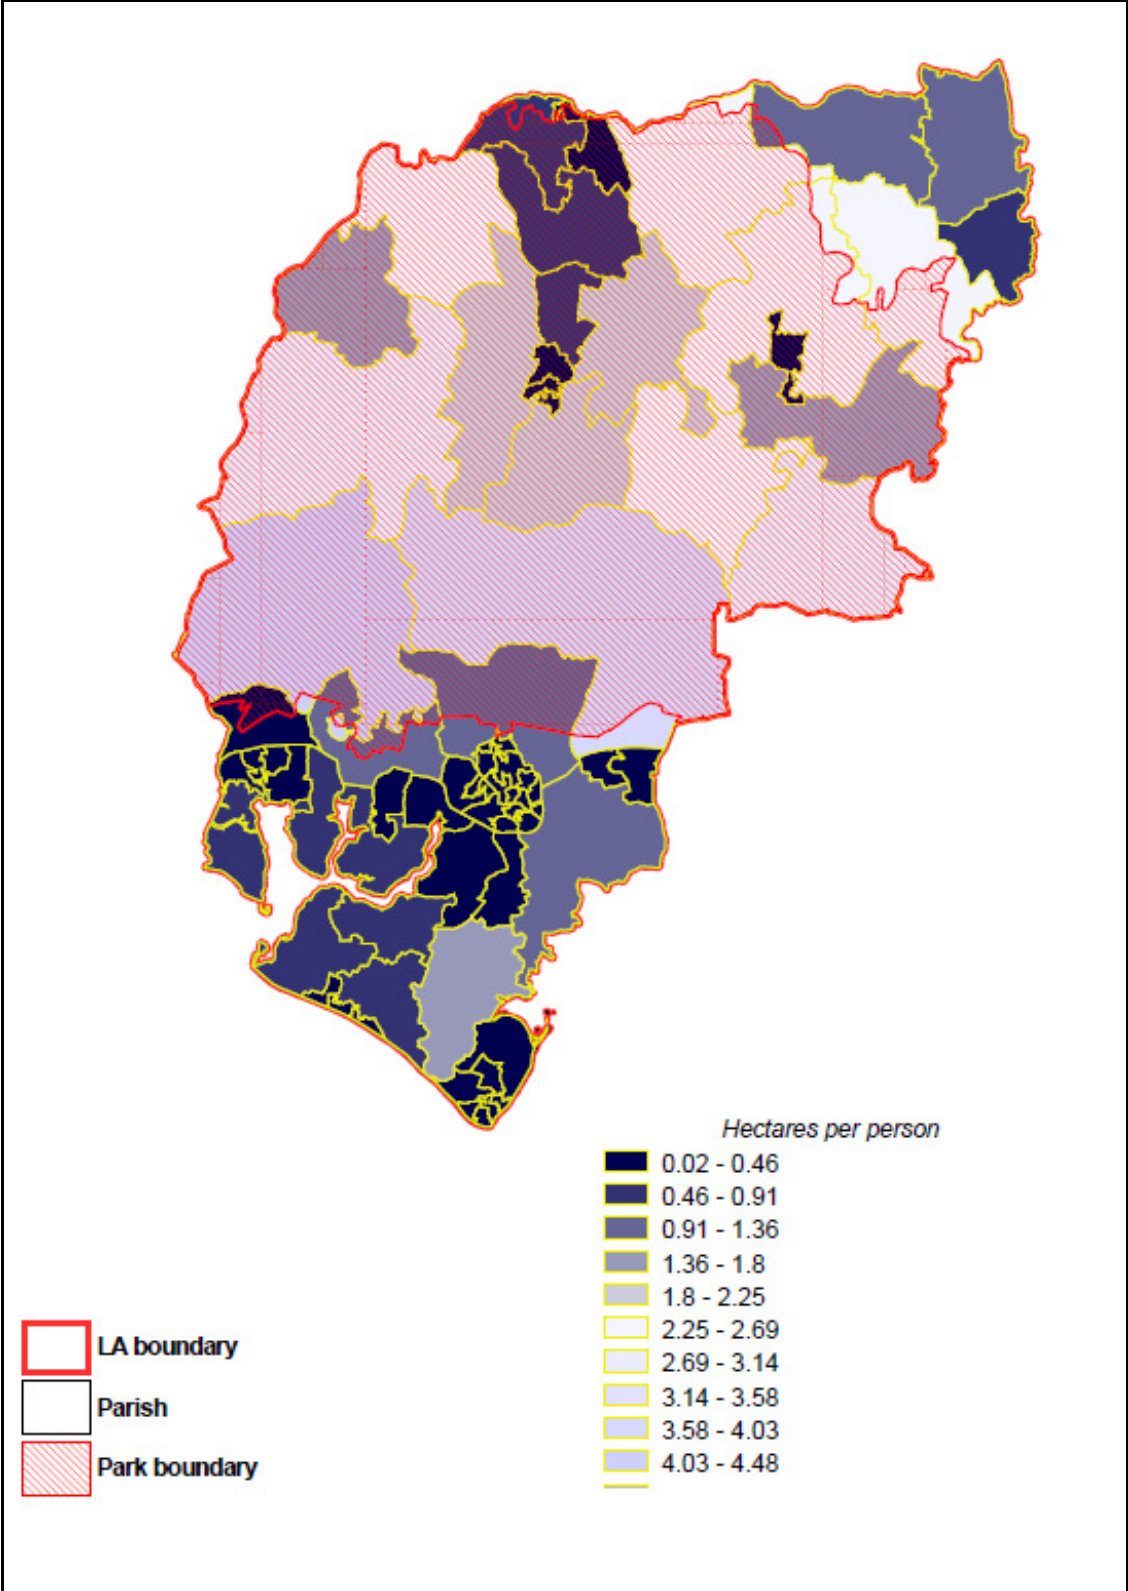 Hectares per person
0.02 - 0.46
0.46 - 0.91
0.91 - 1.36
1.36 - 1.8
1.8 - 2.25
2.25 - 2.69
2.69 - 3.14
3.14 - 3.58
3.58 - 4.03
4.03 - 4.48
LA boundary
Parish
Park boundary